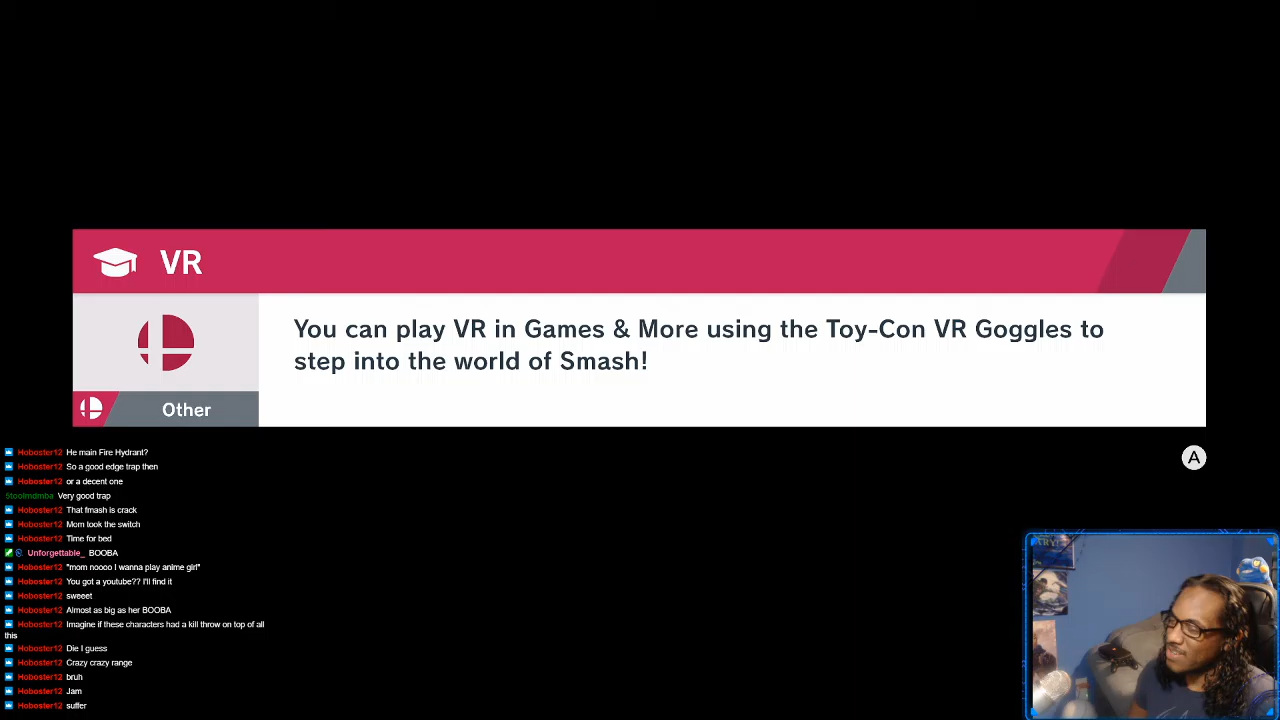 VR
You can play VR in Games & More using the Toy-Con VR Goggles to
step into the world of Smash!
Other
A
Hoboster12 He main Fire Hydrant?
Hoboster12 So a good edge trap then
Hoboster12 or a decent one
Stoolmdmba Very good trap
Hoboster12 That fmash is crack
Hoboster12 Mom took the switch
Hoboster12 Time for bed
Unforgettable_ BOOBA
Hoboster12 "mom noooo I wanna play anime girl"
Hoboster12 You got a youtube?? I'll find it
Hoboster12 sweeet
Hoboster12 Almost as big as her BOOBA
Hoboster12 Imagine if these characters had a kill throw on top of all
this
Hoboster12 Die I guess
Hoboster12 Crazy crazy range
Hoboster12 bruh
Hoboster12 Jam
Hoboster12 suffer